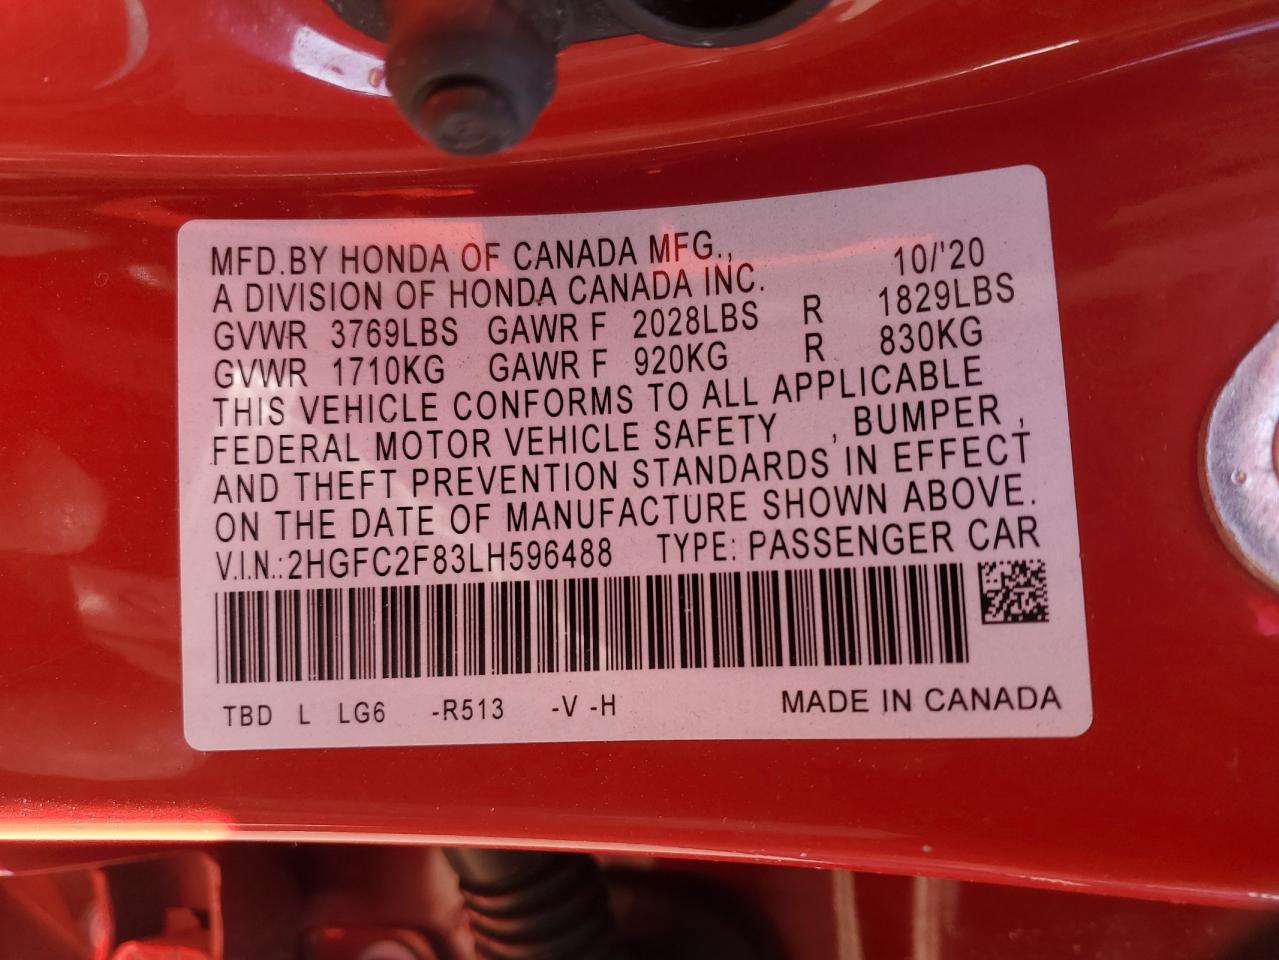 MFD.BY HONDA OF CANADA MFG., 10/'20
A DIVISION OF HONDA CANADA INC.
GVWR 3769LBS GAWR F 2028LBS R 1829LBS
GVWR 1710KG GAWR F 920KG R 830KG
THIS VEHICLE CONFORMS TO ALL APPLICABLE
FEDERAL MOTOR VEHICLE SAFETY , BUMPER ,
AND THEFT PREVENTION STANDARDS IN EFFECT
ON THE DATE OF MANUFACTURE SHOWN ABOVE.
V.I.N.:2HGFC2F83LH596488 TYPE: PASSENGER CAR
TBD L LG6 -R513 -V -H MADE IN CANADA